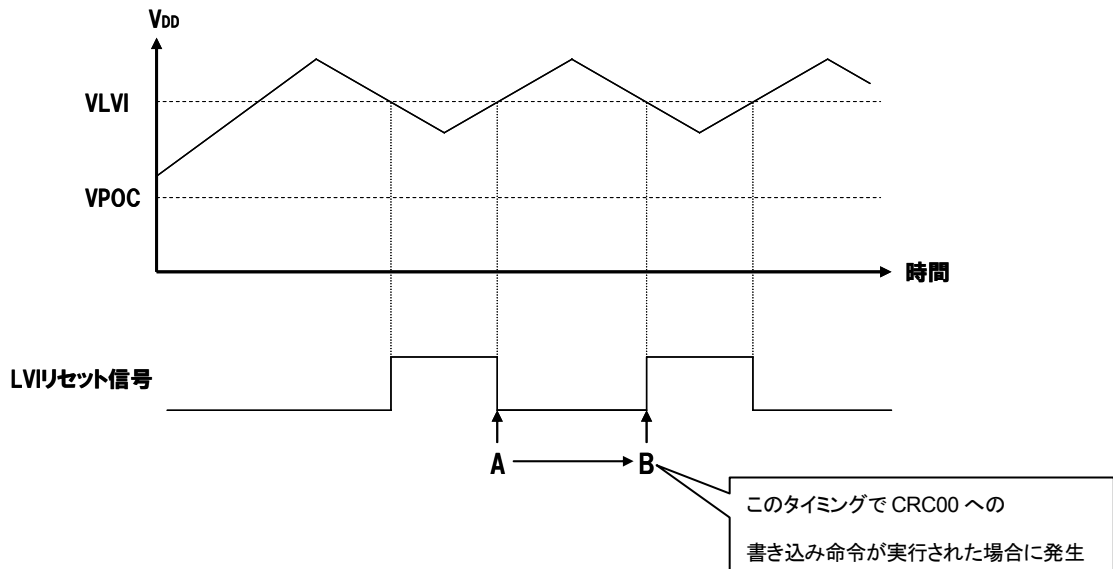 VDD
VLVI
VPOC
時間
LVIリセット信号
A
B
このタイミングで CRC00 への
書き込み命令が実行された場合に発生